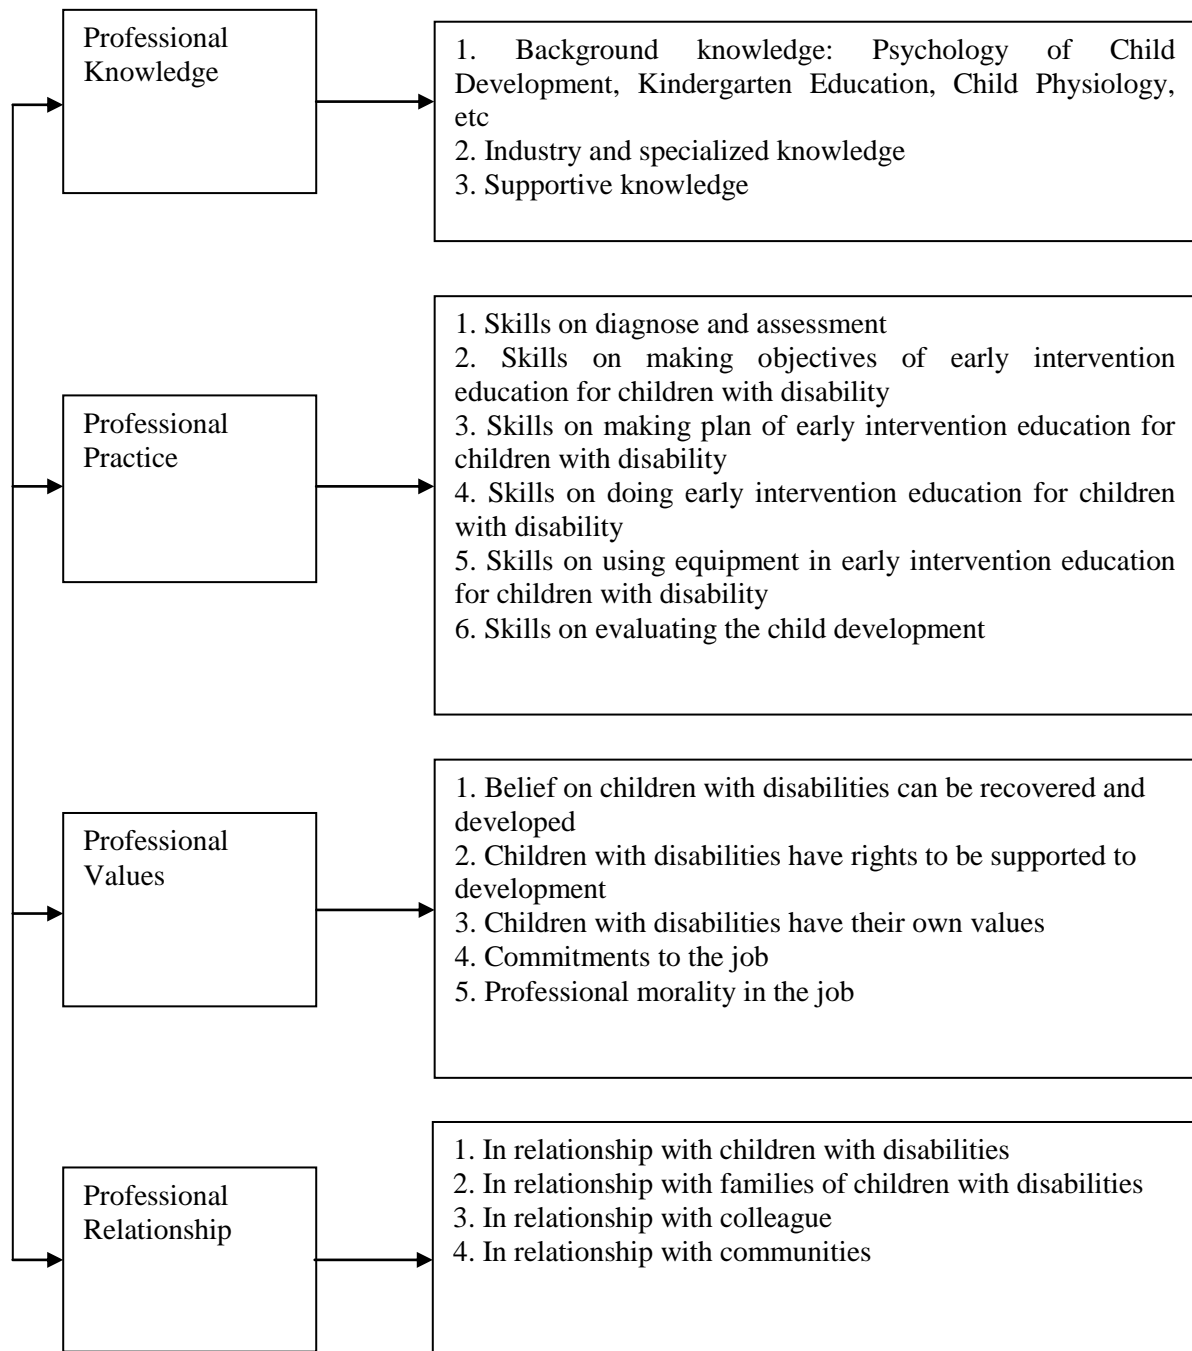 Professional
Knowledge
1. Background knowledge: Psychology of Child
Development, Kindergarten Education, Child Physiology,
etc
2. Industry and specialized knowledge
3. Supportive knowledge
Professional
Practice
1. Skills on diagnose and assessment
2. Skills on making objectives of early intervention
education for children with disability
3. Skills on making plan of early intervention education for
children with disability
4. Skills on doing early intervention education for children
with disability
5. Skills on using equipment in early intervention education
for children with disability
6. Skills on evaluating the child development
Professional
Values
1. Belief on children with disabilities can be recovered and
developed
2. Children with disabilities have rights to be supported to
development
3. Children with disabilities have their own values
4. Commitments to the job
5. Professional morality in the job
Professional
Relationship
1. In relationship with children with disabilities
2. In relationship with families of children with disabilities
3. In relationship with colleague
4. In relationship with communities